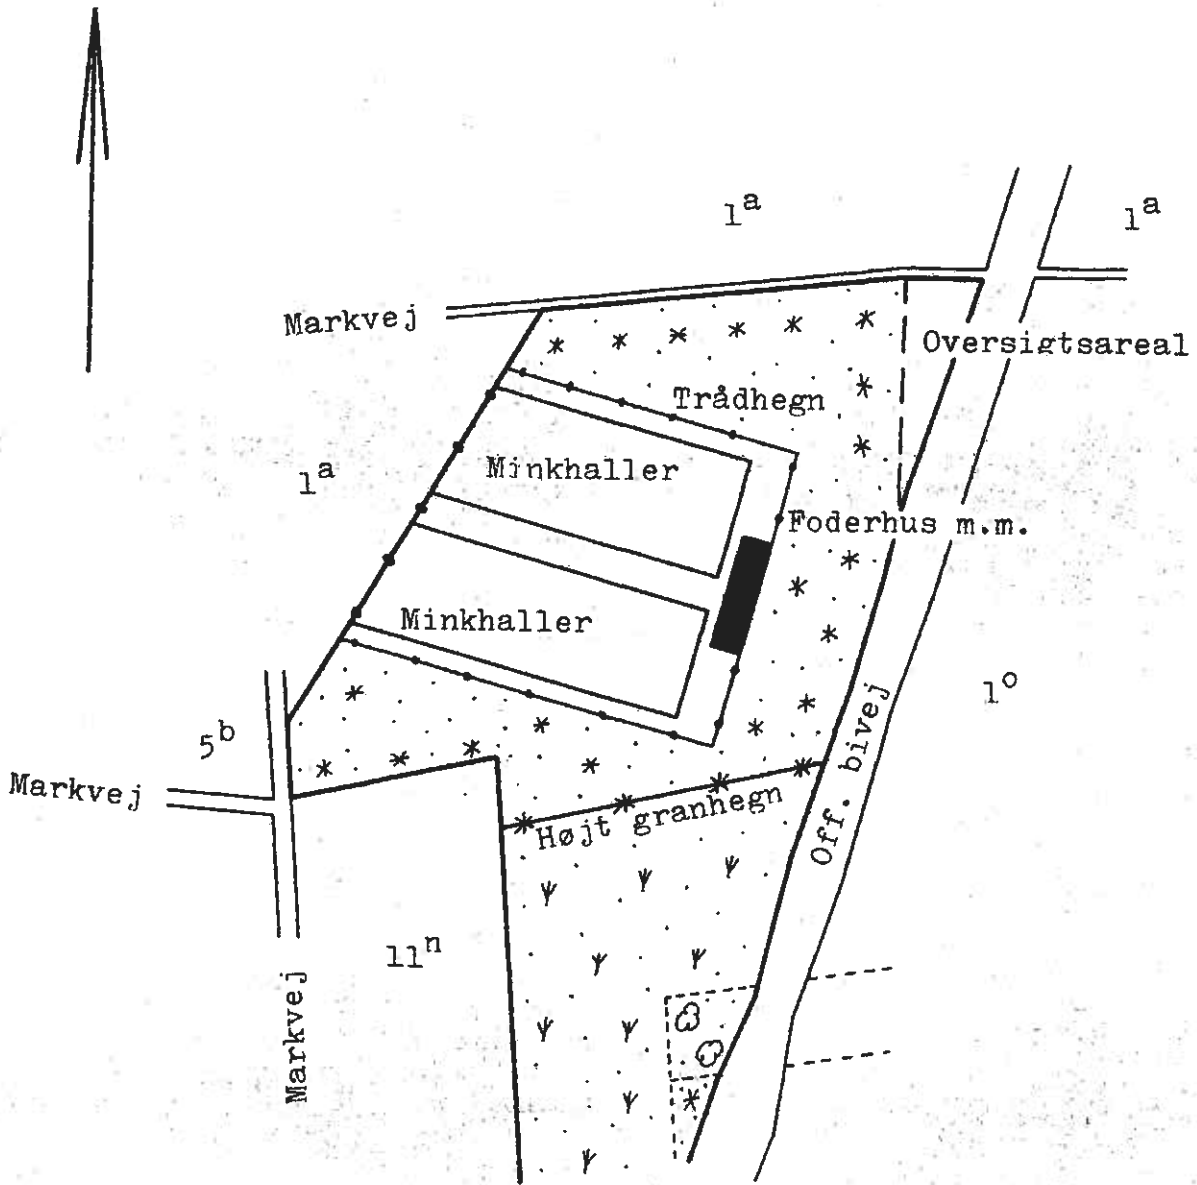 1a
1a
Markvej
Oversigtsareal
Trådhegn
1a
Minkhaller
Foderhus m.m.
Minkhaller
1o
5b
Off. bivej
Markvej
Højt granhegn
11n
Markvej